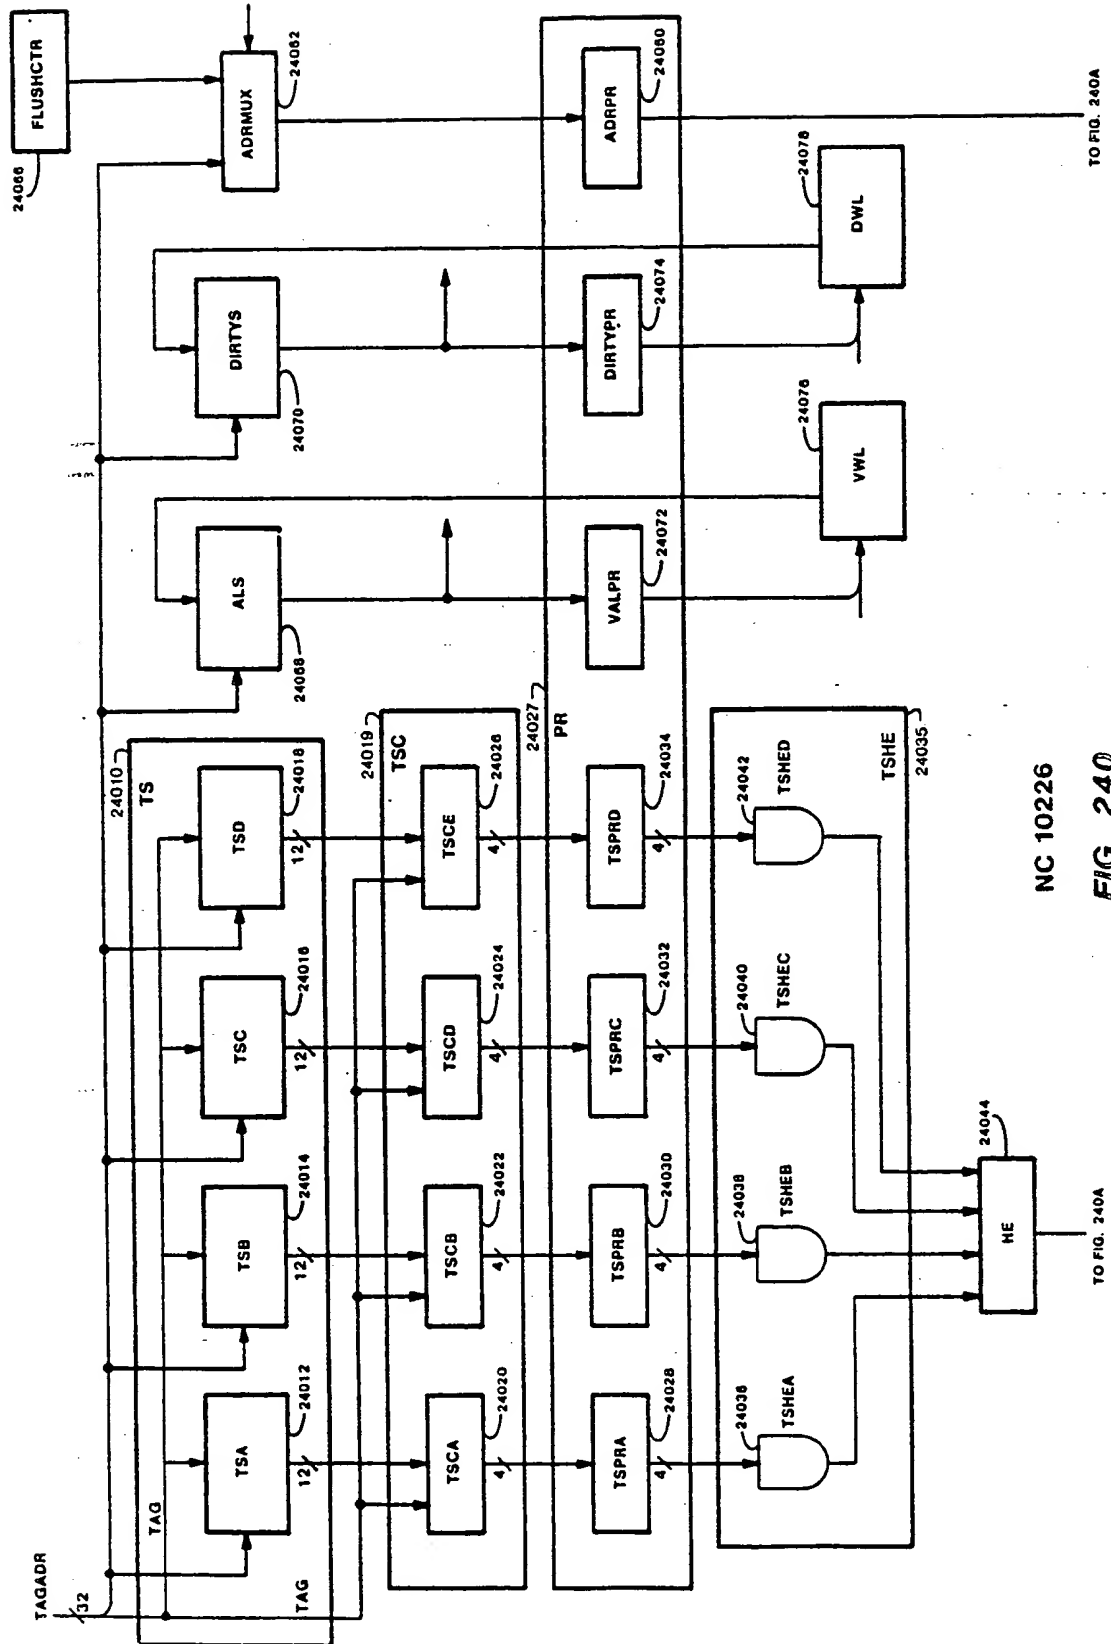 TAGADR
32
TAG
TAG
24010
TS
TSA
24012
12
TSB
24014
12
TSC
24016
12
TSD
24018
12
24019
TSC
TSCA
24020
4
TSCB
24022
4
TSCD
24024
4
TSCE
24026
4
24027
PR
TSPRA
24028
4
TSPRB
24030
4
TSPRC
24032
4
TSPRD
24034
4
VALPR
24072
DIRTYPR
24074
ADRPR
24060
24036
TSHEA
24038
TSHEB
24040
TSHEC
24042
TSHED
TSHE
24035
HE
24044
TO FIG. 240A
ALS
24068
DIRTYS
24070
FLUSHCTR
24066
ADRMUX
24062
VWL
24076
DWL
24078
TO FIG. 240A
NC 10226
FIG 240